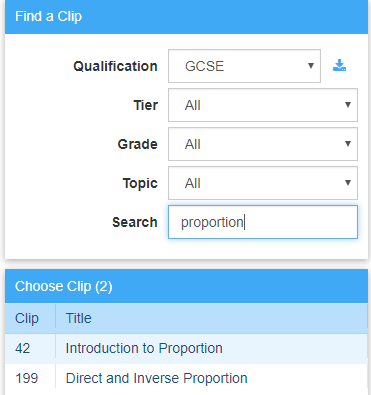 Find a Clip
Qualification GCSE
Tier All
Grade All
Topic All
Search proportion
Choose Clip (2)
Clip Title
42 Introduction to Proportion
199 Direct and Inverse Proportion